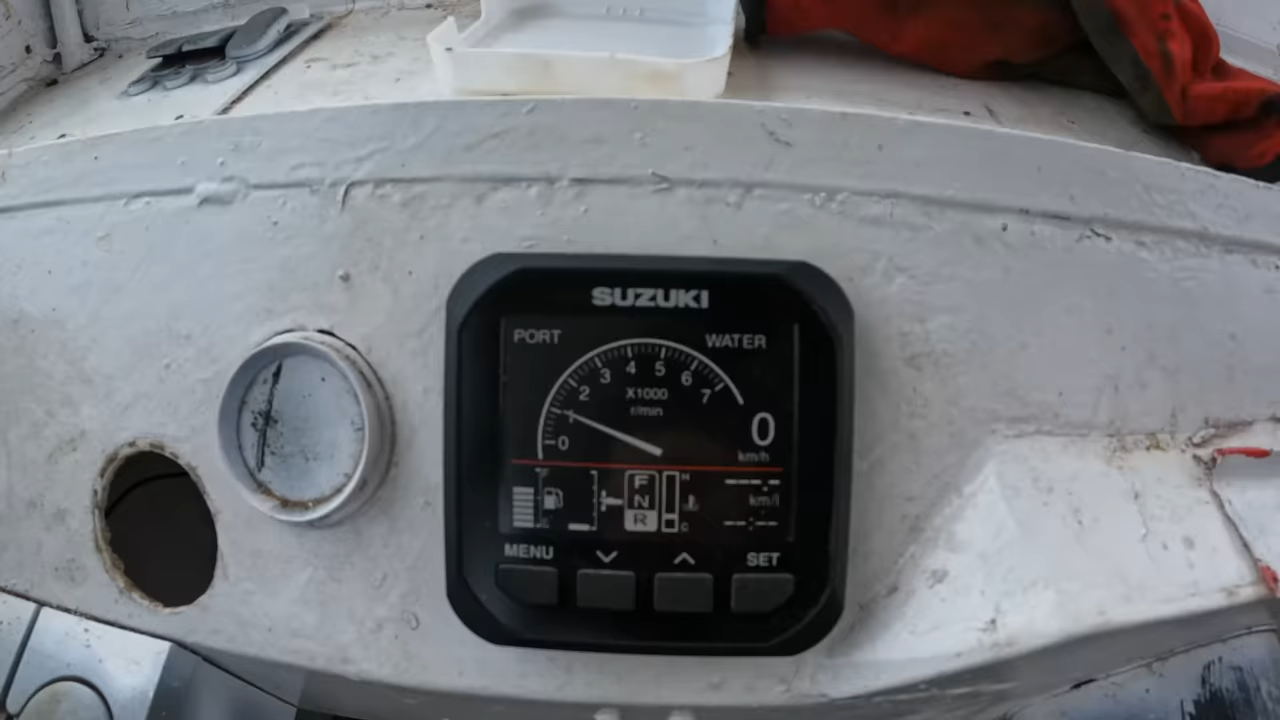 SUZUKI
PORT WATER
0 1 2 3 4 5 6 7
X1000
r/min
0
km/h
F
N
R
H
C
km/l
MENU SET